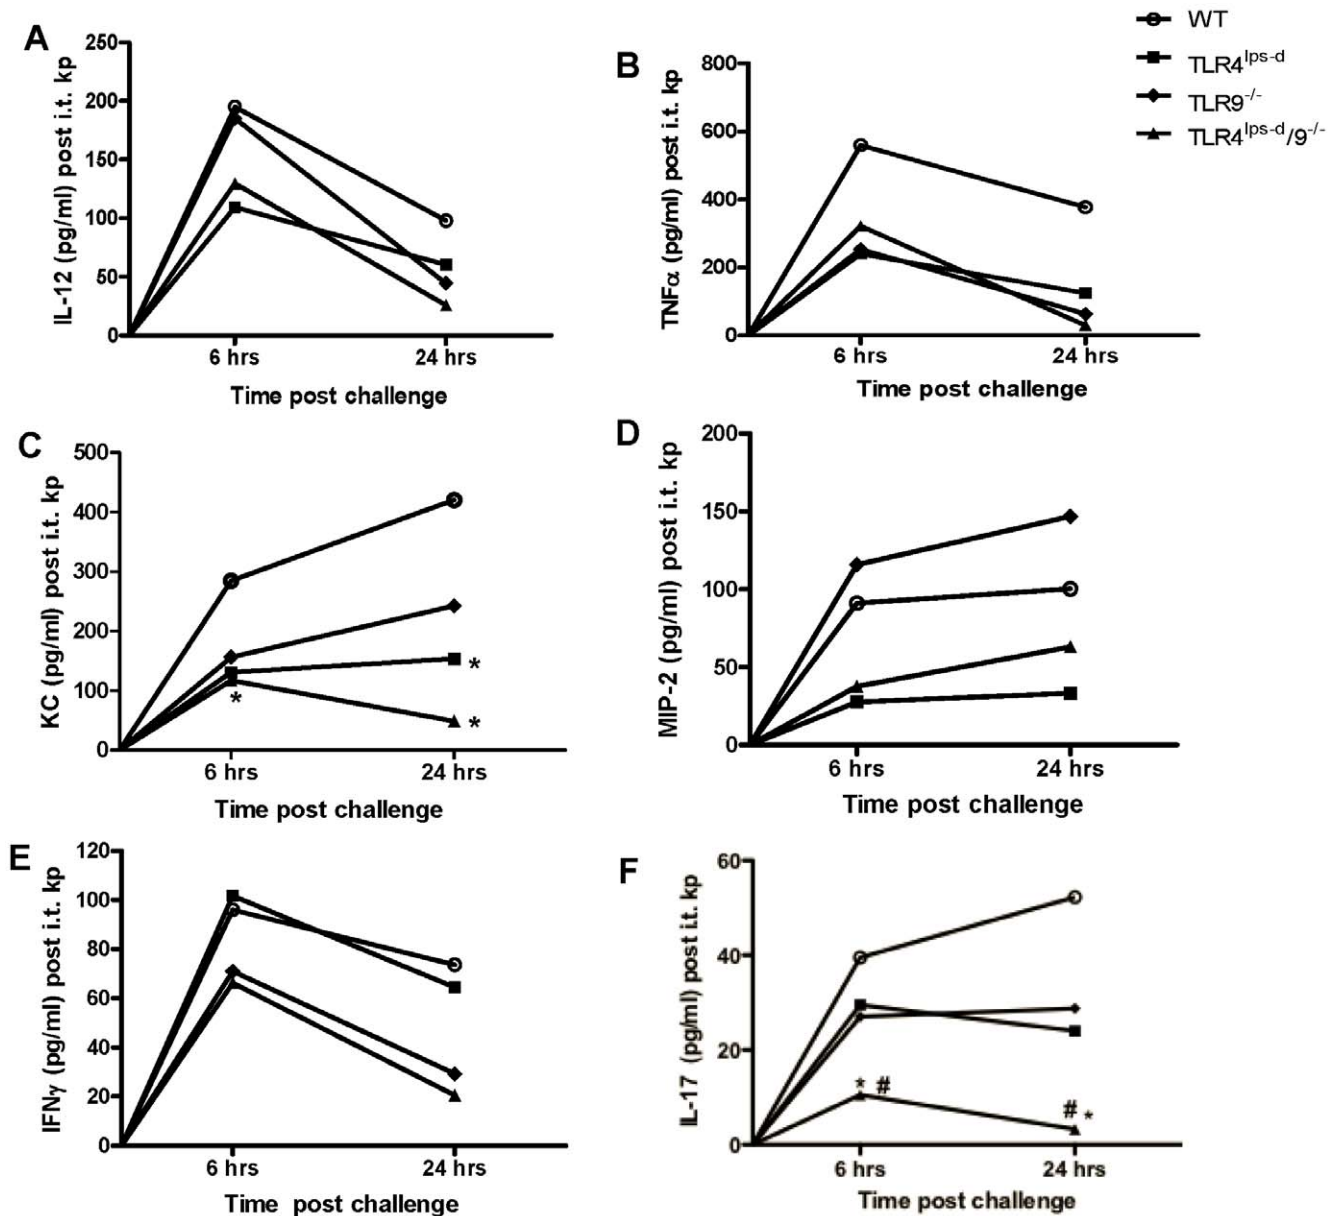 WT
TLR4lps-d
TLR9-/-
TLR4lps-d/9-/-
A
IL-12 (pg/ml) post i.t. kp
250
200
150
100
50
0
6 hrs 24 hrs
Time post challenge
B
TNFα (pg/ml) post i.t. kp
800
600
400
200
0
6 hrs 24 hrs
Time post challenge
C
KC (pg/ml) post i.t. kp
500
400
300
200
100
0
*
*
*
6 hrs 24 hrs
Time post challenge
D
MIP-2 (pg/ml) post i.t. kp
200
150
100
50
0
6 hrs 24 hrs
Time post challenge
E
IFNγ (pg/ml) post i.t. kp
120
100
80
60
40
20
0
6 hrs 24 hrs
Time post challenge
F
IL-17 (pg/ml) post i.t. kp
60
40
20
0
* #
# *
6 hrs 24 hrs
Time post challenge